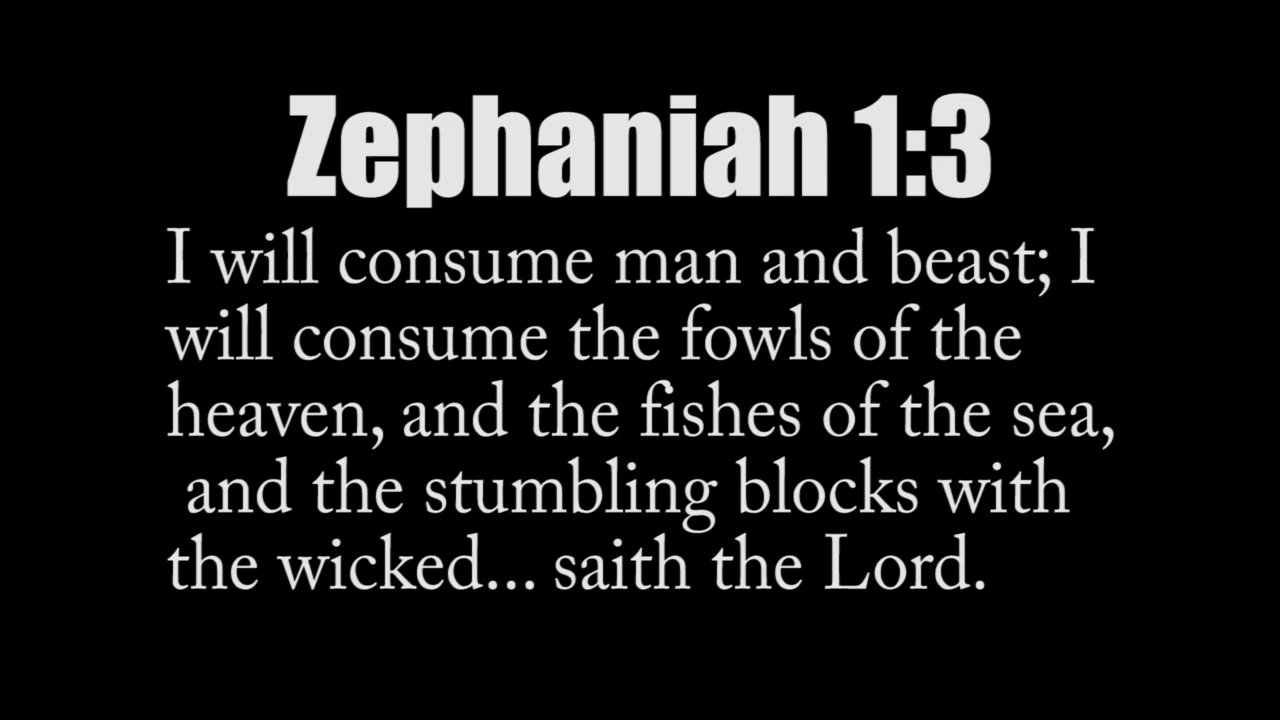 Zephaniah 1:3
I will consume man and beast; I
will consume the fowls of the
heaven, and the fishes of the sea,
and the stumbling blocks with
the wicked... saith the Lord.